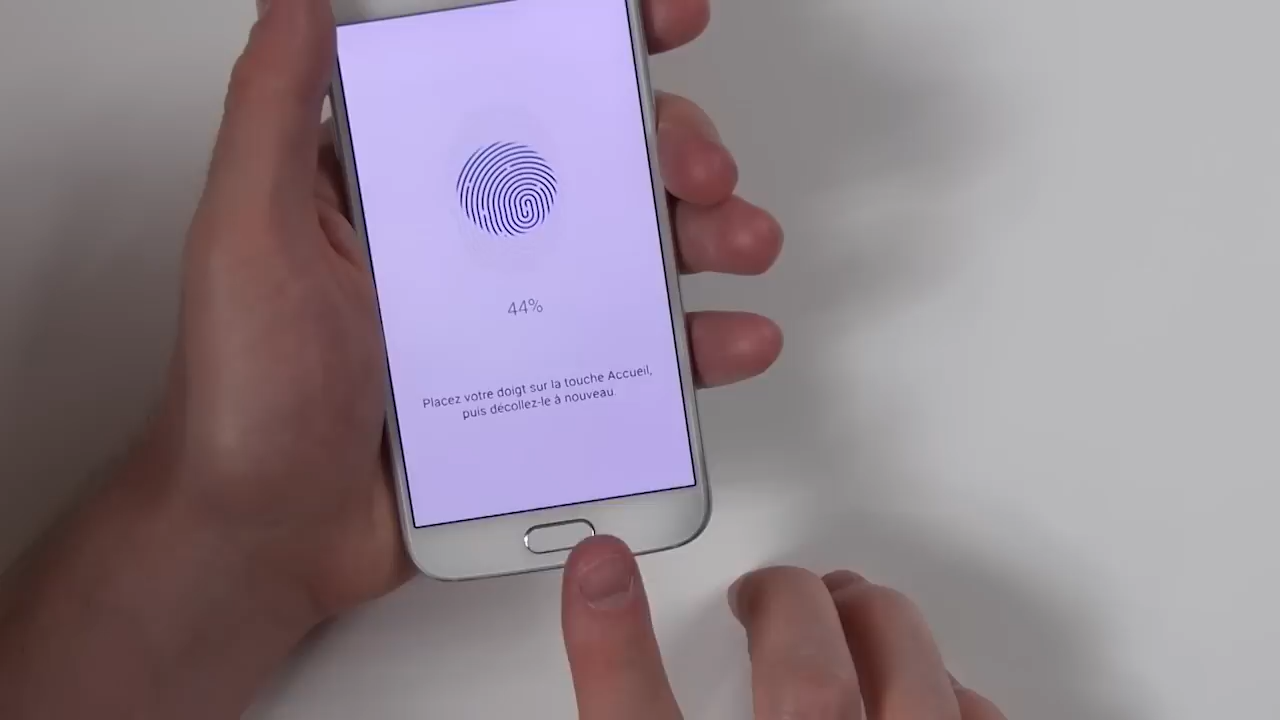 44%
Placez votre doigt sur la touche Accueil,
puis décollez-le à nouveau.